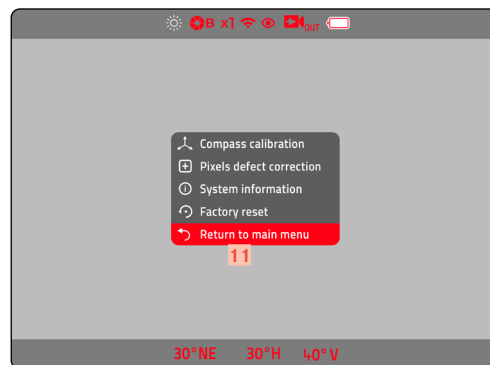 B x1 OUT
Compass calibration
Pixels defect correction
System information
Factory reset
Return to main menu
11
30°NE 30°H 40° V